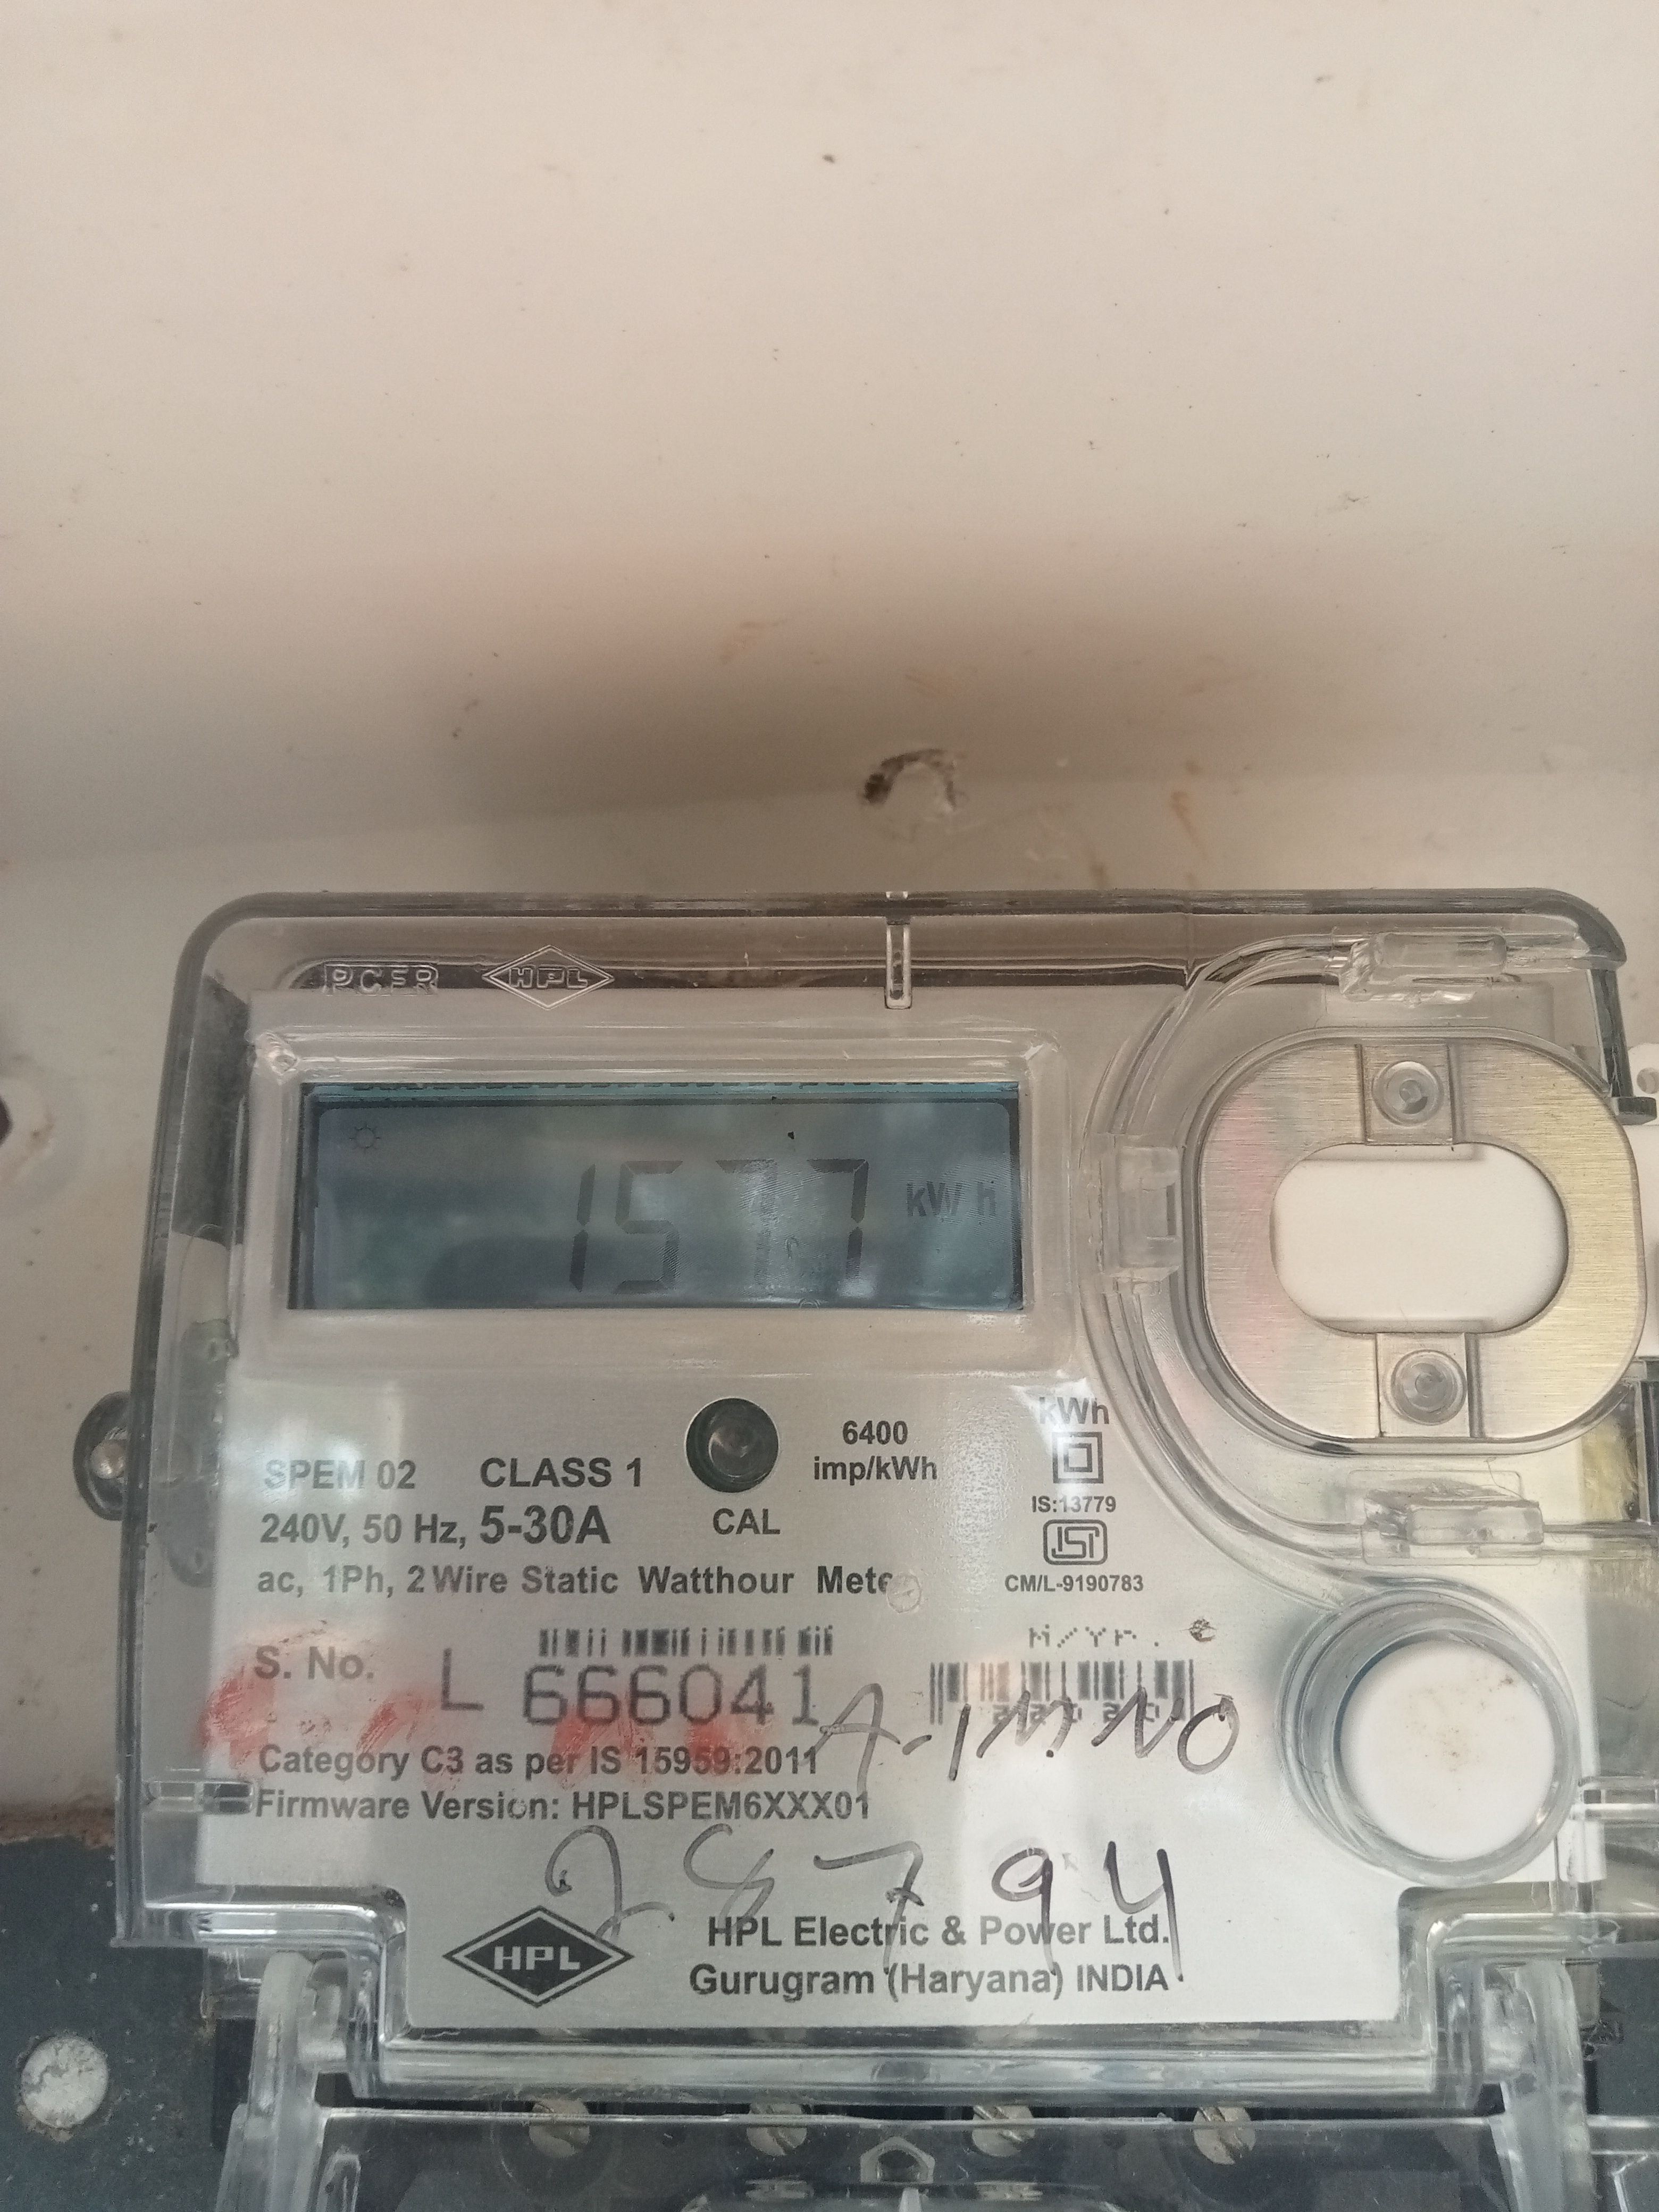 HPL
1577 kWh
6400
imp/kWh
kWh
SPEM 02 CLASS 1
240V, 50 Hz, 5-30A
CAL
IS:13779
ac, 1Ph, 2 Wire Static Watthour Meter
CM/L-9190783
S. No. L 666041
M/Yr.
A-1M.NO
Category C3 as per IS 15959:2011
Firmware Version: HPLSPEM6XXX01
28794
HPL
HPL Electric & Power Ltd.
Gurugram (Haryana) INDIA